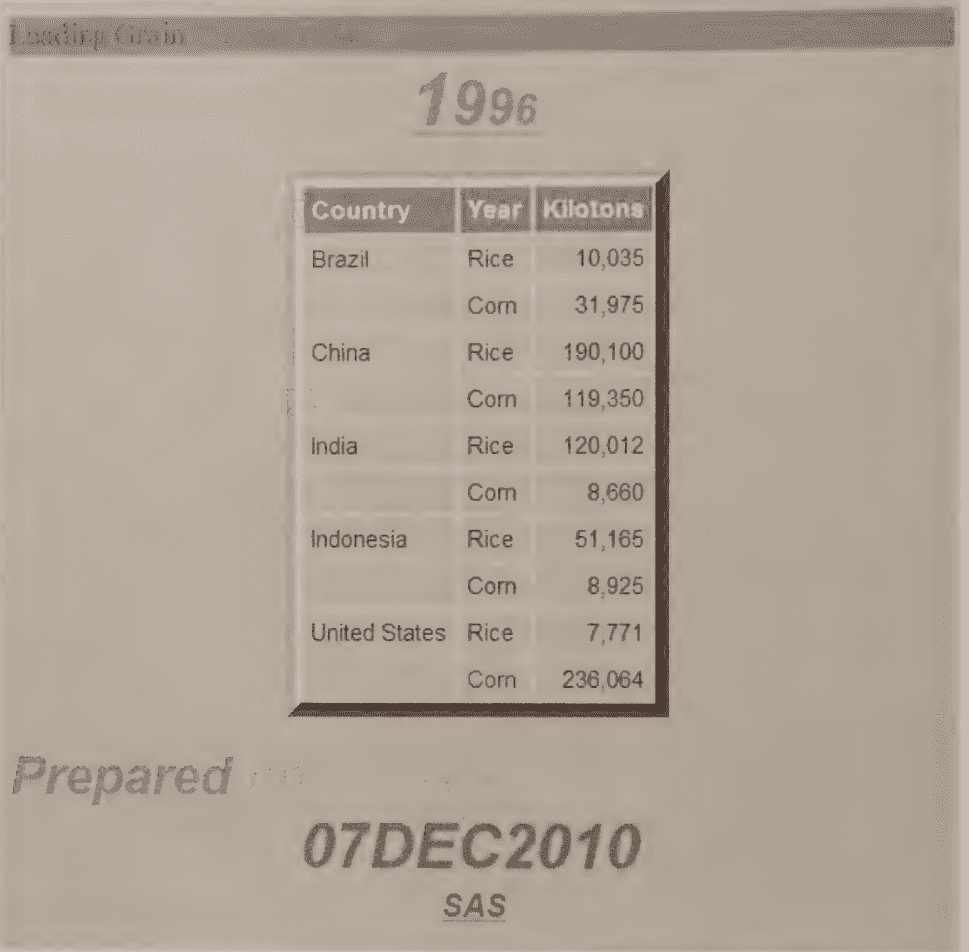 Leading Grain
1996
Country Year Kilotons
Brazil Rice 10,035
Corn 31,975
China Rice 190,100
Corn 119,350
India Rice 120,012
Corn 8,660
Indonesia Rice 51,165
Corn 8,925
United States Rice 7,771
Corn 236,064
Prepared
07DEC2010
SAS